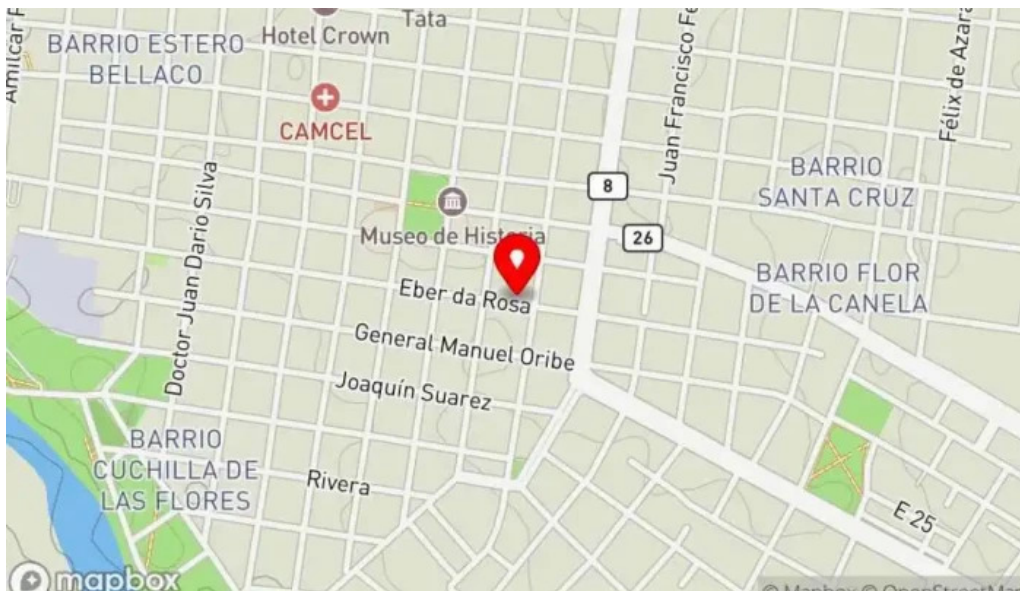 Tata
Hotel Crown
BARRIO ESTERO
BELLACO
CAMCEL
Juan Francisco Fe
Félix de Azara
Doctor Juan Dario Silva
8
BARRIO
SANTA CRUZ
Museo de Historia
26
Eber da Rosa
BARRIO FLOR
DE LA CANELA
General Manuel Oribe
Joaquín Suarez
BARRIO
CUCHILLA DE
LAS FLORES
Rivera
E 25
mapbox
© Mapbox © OpenStreetMap